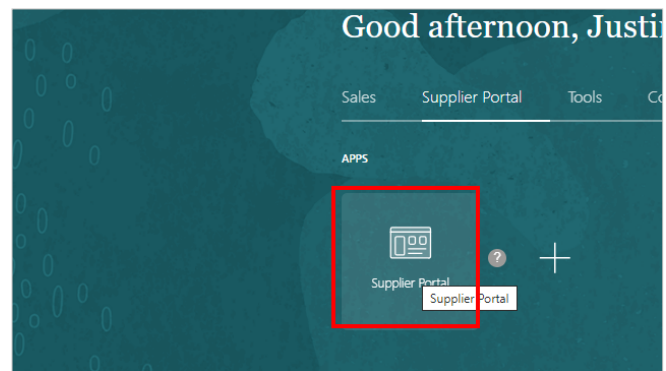 Good afternoon, Justi
Sales Supplier Portal Tools Co
APPS
?
Supplier Portal
Supplier Portal